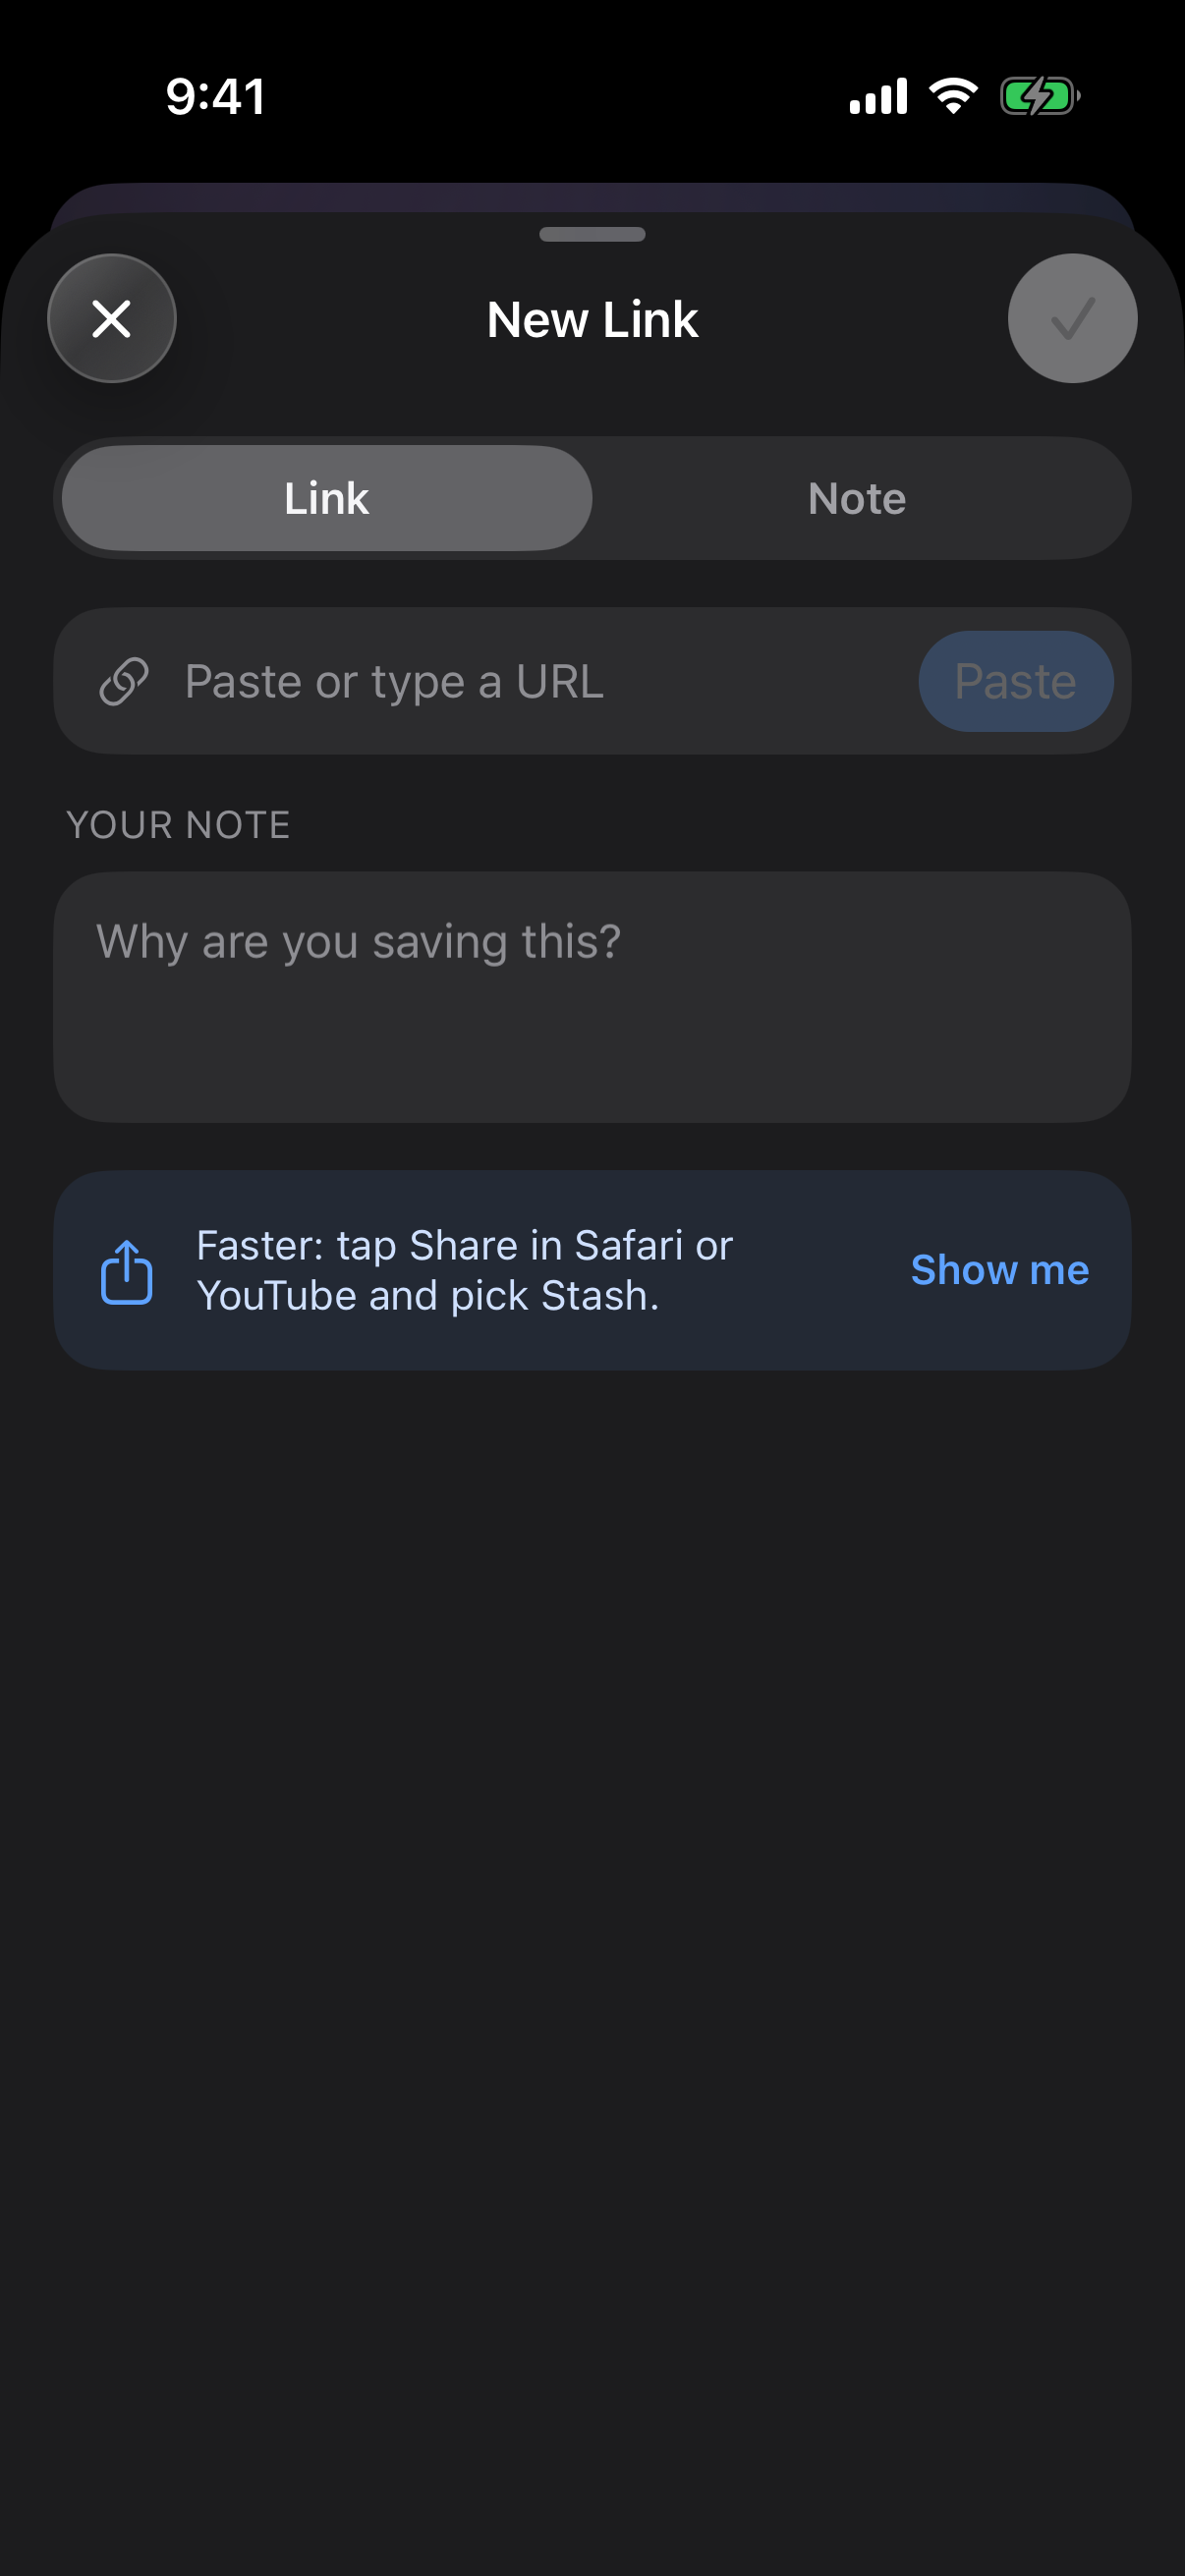 9:41
New Link
Link
Note
Paste or type a URL
Paste
YOUR NOTE
Why are you saving this?
Faster: tap Share in Safari or
YouTube and pick Stash.
Show me